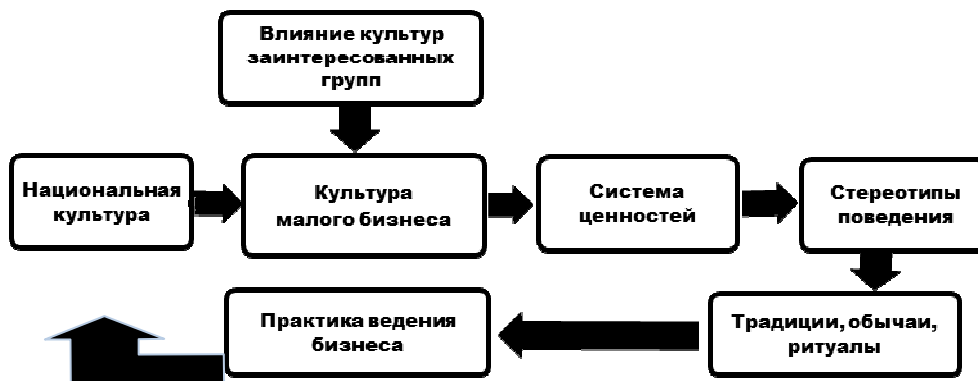 Влияние культур
заинтересованных
групп
Национальная
культура
Культура
малого бизнеса
Система
ценностей
Стереотипы
поведения
Практика ведения
бизнеса
Традиции, обычаи,
ритуалы